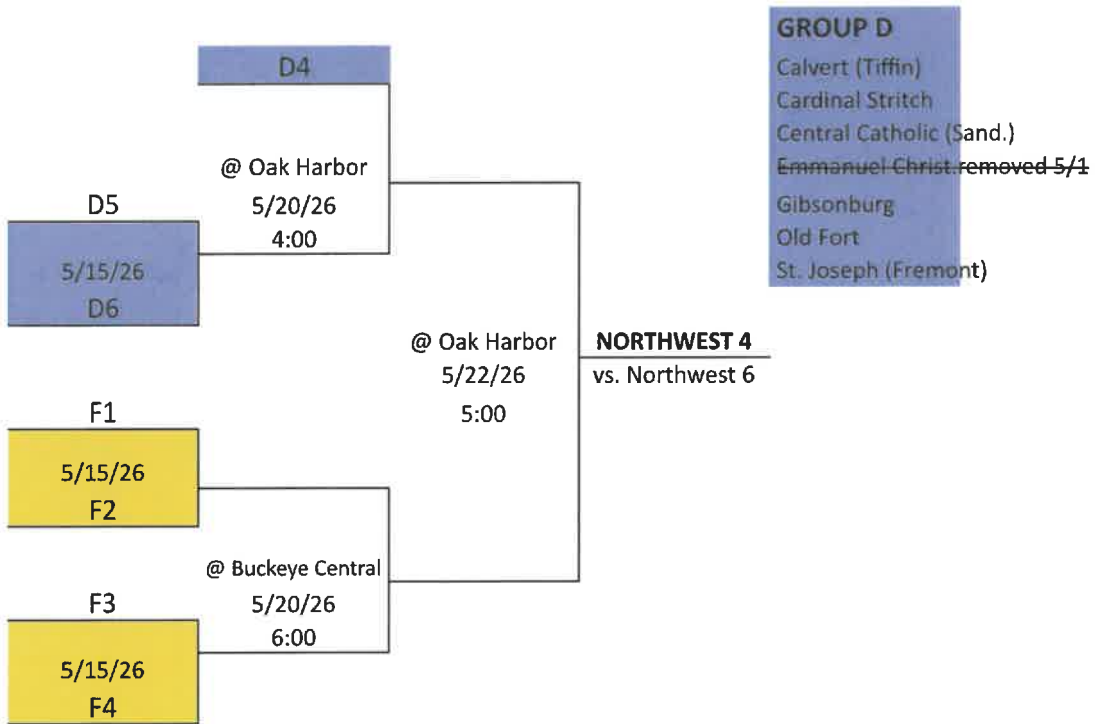 D4
@ Oak Harbor
5/20/26
4:00
D5
5/15/26
D6
@ Oak Harbor
5/22/26
5:00
NORTHWEST 4
vs. Northwest 6
F1
5/15/26
F2
@ Buckeye Central
5/20/26
6:00
F3
5/15/26
F4
GROUP D
Calvert (Tiffin)
Cardinal Stritch
Central Catholic (Sand.)
Emmanuel Christ.removed 5/1
Gibsonburg
Old Fort
St. Joseph (Fremont)